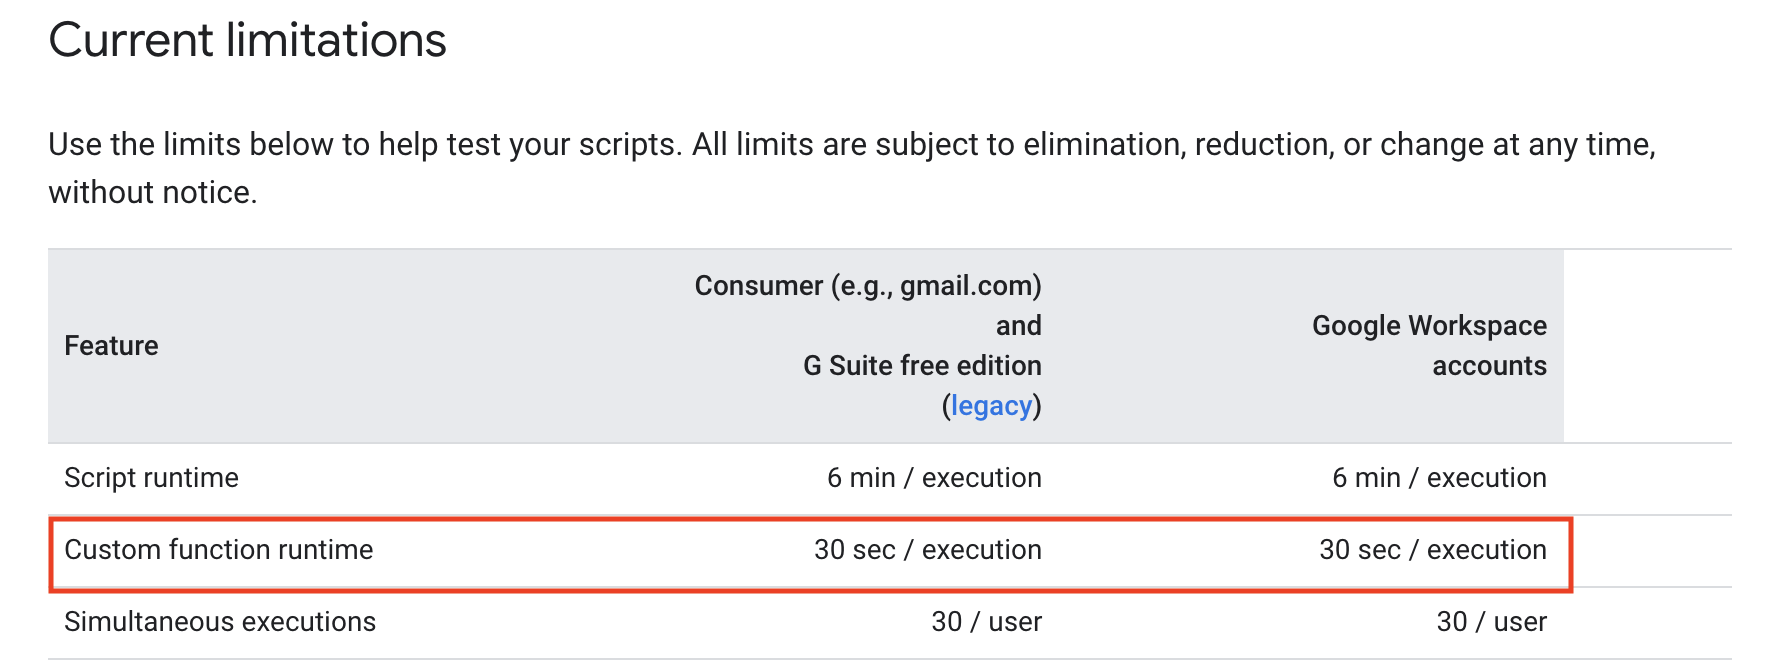 Current limitations
Use the limits below to help test your scripts. All limits are subject to elimination, reduction, or change at any time,
without notice.
Feature
Consumer (e.g., gmail.com)
and
G Suite free edition
(legacy)
Google Workspace
accounts
Script runtime 6 min / execution 6 min / execution
Custom function runtime 30 sec / execution 30 sec / execution
Simultaneous executions 30 / user 30 / user